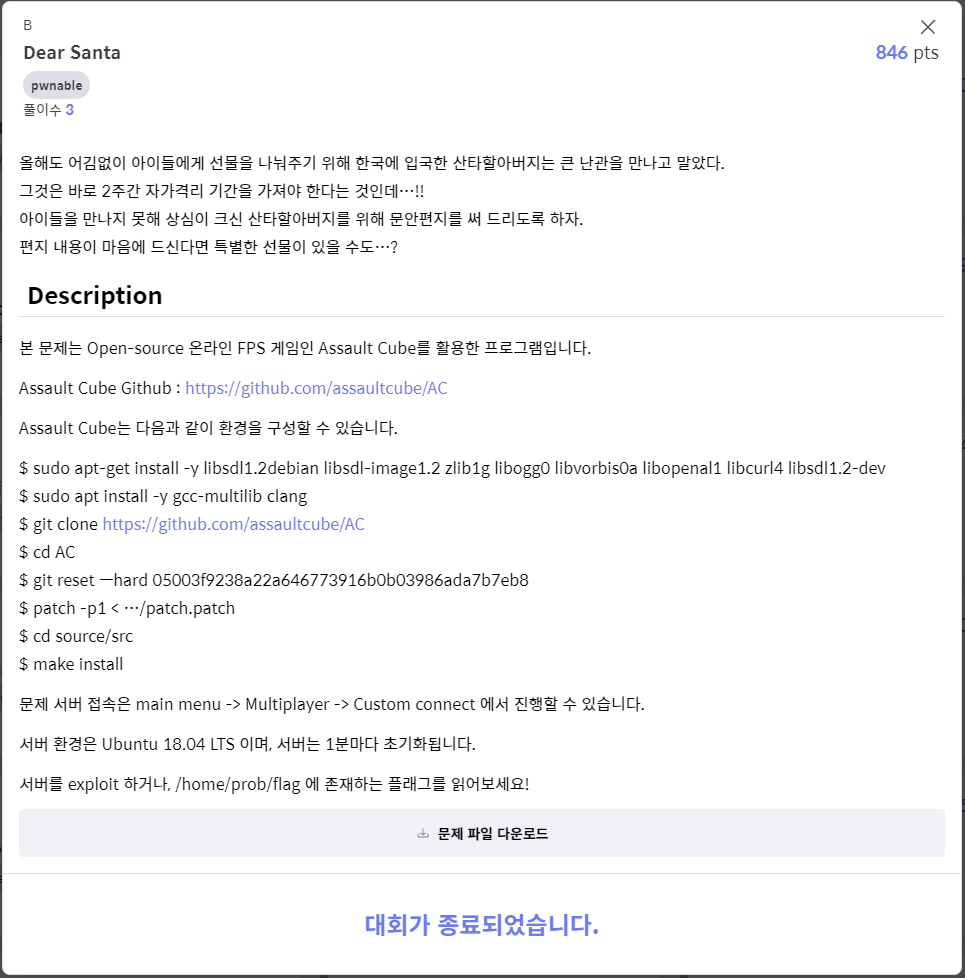 B
Dear Santa
846 pts
pwnable
풀이수 3
올해도 어김없이 아이들에게 선물을 나눠주기 위해 한국에 입국한 산타할아버지는 큰 난관을 만나고 말았다.
그것은 바로 2주간 자가격리 기간을 가져야 한다는 것인데…!!
아이들을 만나지 못해 상심이 크신 산타할아버지를 위해 문안편지를 써 드리도록 하자.
편지 내용이 마음에 드신다면 특별한 선물이 있을 수도…?
Description
본 문제는 Open-source 온라인 FPS 게임인 Assault Cube를 활용한 프로그램입니다.
Assault Cube Github : https://github.com/assaultcube/AC
Assault Cube는 다음과 같이 환경을 구성할 수 있습니다.
$ sudo apt-get install -y libsdl1.2debian libsdl-image1.2 zlib1g libogg0 libvorbis0a libopenal1 libcurl4 libsdl1.2-dev
$ sudo apt install -y gcc-multilib clang
$ git clone https://github.com/assaultcube/AC
$ cd AC
$ git reset —hard 05003f9238a22a646773916b0b03986ada7b7eb8
$ patch -p1 < …/patch.patch
$ cd source/src
$ make install
문제 서버 접속은 main menu -> Multiplayer -> Custom connect 에서 진행할 수 있습니다.
서버 환경은 Ubuntu 18.04 LTS 이며, 서버는 1분마다 초기화됩니다.
서버를 exploit 하거나, /home/prob/flag 에 존재하는 플래그를 읽어보세요!
문제 파일 다운로드
대회가 종료되었습니다.